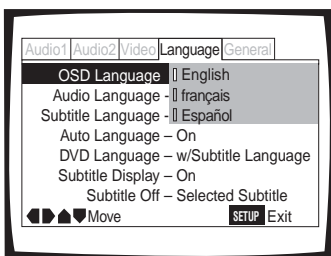 Audio1 Audio2 Video Language General
OSD Language English
Audio Language - français
Subtitle Language - Español
Auto Language – On
DVD Language – w/Subtitle Language
Subtitle Display – On
Subtitle Off – Selected Subtitle
Move SETUP Exit